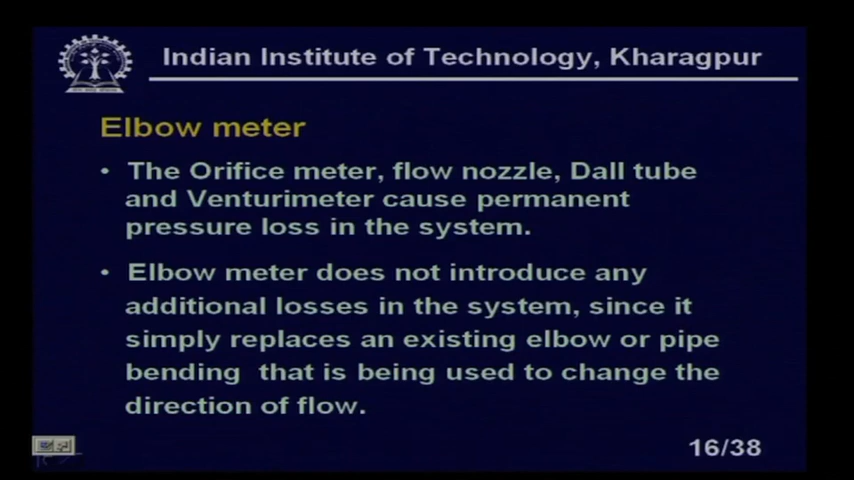 Indian Institute of Technology, Kharagpur
Elbow meter
• The Orifice meter, flow nozzle, Dall tube
and Venturimeter cause permanent
pressure loss in the system.
• Elbow meter does not introduce any
additional losses in the system, since it
simply replaces an existing elbow or pipe
bending that is being used to change the
direction of flow.
16/38